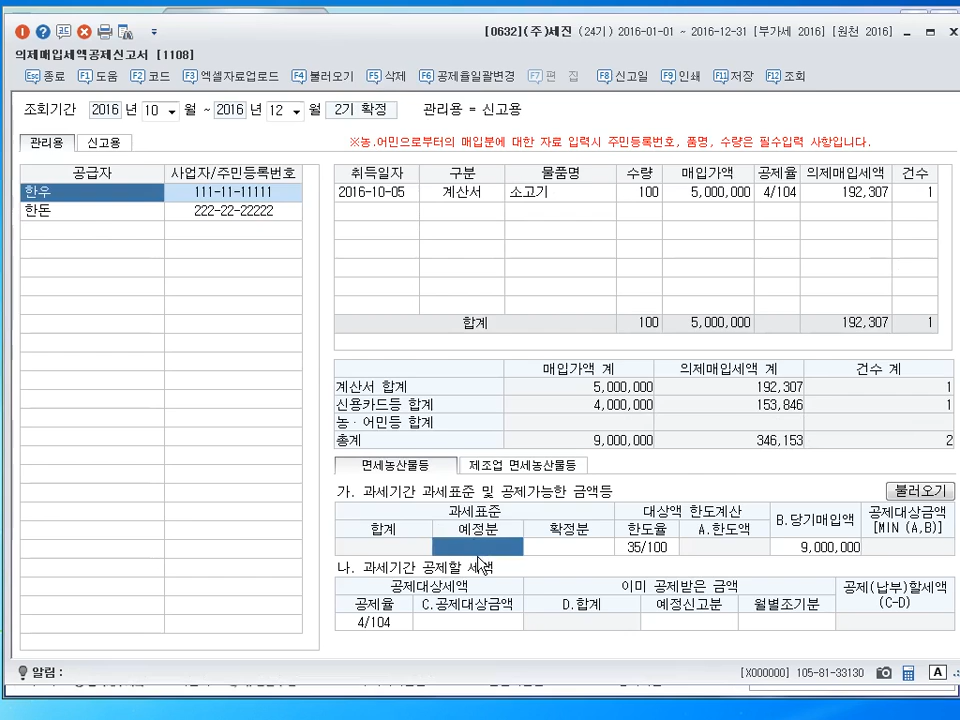 [0632](주)세진 (24기) 2016-01-01 ~ 2016-12-31 [부가세 2016] [원천 2016]
의제매입세액공제신고서 [1108]
Esc 종료 F1 도움 F2 코드 F3 엑셀자료업로드 F4 불러오기 F5 삭제 F6 공제율일괄변경 F7 편 집 F8 신고일 F9 인쇄 F11 저장 F12 조회
조회기간 2016 년 10 월 ~ 2016 년 12 월 2기 확정 관리용 = 신고용
관리용 신고용 ※농.어민으로부터의 매입분에 대한 자료 입력시 주민등록번호, 품명, 수량은 필수입력 사항입니다.
공급자 사업자/주민등록번호
한우 111-11-11111
한돈 222-22-22222
취득일자 구분 물품명 수량 매입가액 공제율 의제매입세액 건수
2016-10-05 계산서 소고기 100 5,000,000 4/104 192,307 1
합계 100 5,000,000 192,307 1
매입가액 계 의제매입세액 계 건수 계
계산서 합계 5,000,000 192,307 1
신용카드등 합계 4,000,000 153,846 1
농·어민등 합계
총계 9,000,000 346,153 2
면세농산물등 제조업 면세농산물등
가. 과세기간 과세표준 및 공제가능한 금액등 불러오기
과세표준 대상액 한도계산 B.당기매입액 공제대상금액
합계 예정분 확정분 한도율 A.한도액 [MIN (A,B)]
35/100 9,000,000
나. 과세기간 공제할 세액
공제대상세액 이미 공제받은 금액 공제(납부)할세액
공제율 C.공제대상금액 D.합계 예정신고분 월별조기분 (C-D)
4/104
알림 : [X000000] 105-81-33130 A